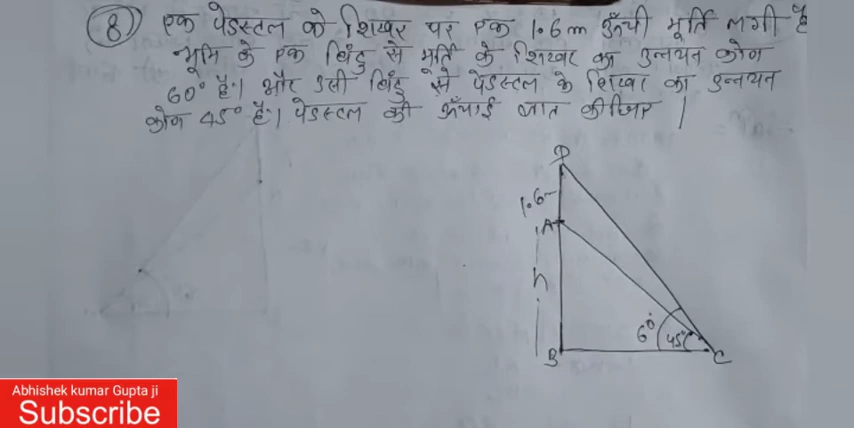 (8) एक पेडस्टल के शिखर पर एक 1.6m ऊँची मूर्ति लगी है
भूमि के एक बिंदु से मूर्ति के शिखर का उन्नयन कोण
60° है। और उसी बिंदु से पेडस्टल के शिखर का उन्नयन
कोण 45° है। पेडस्टल की ऊँचाई ज्ञात कीजिए |
D
1.6m
A
h
60°
45°
B
C
Abhishek kumar Gupta ji
Subscribe